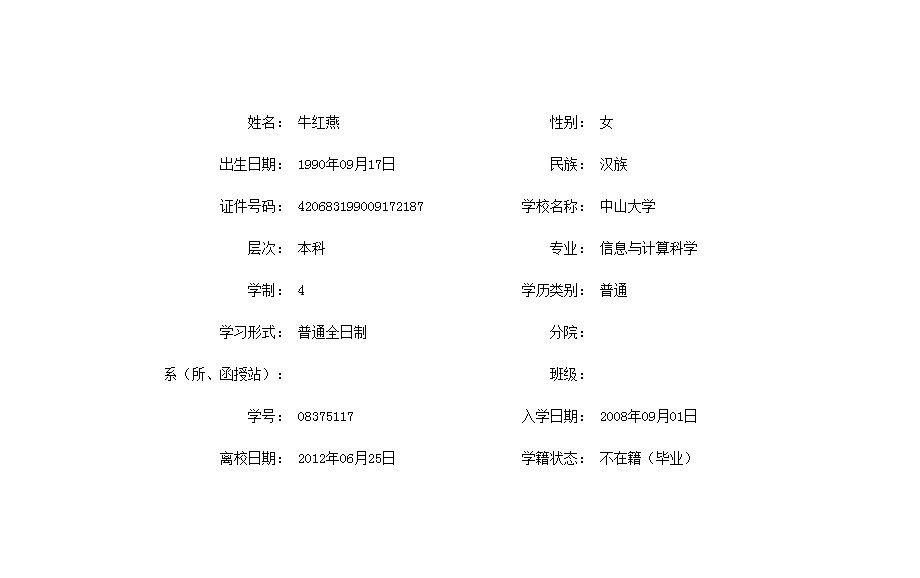 姓名： 牛红燕 性别： 女
出生日期： 1990年09月17日 民族： 汉族
证件号码： 420683199009172187 学校名称： 中山大学
层次： 本科 专业： 信息与计算科学
学制： 4 学历类别： 普通
学习形式： 普通全日制 分院：
系（所、函授站）： 班级：
学号： 08375117 入学日期： 2008年09月01日
离校日期： 2012年06月25日 学籍状态： 不在籍（毕业）